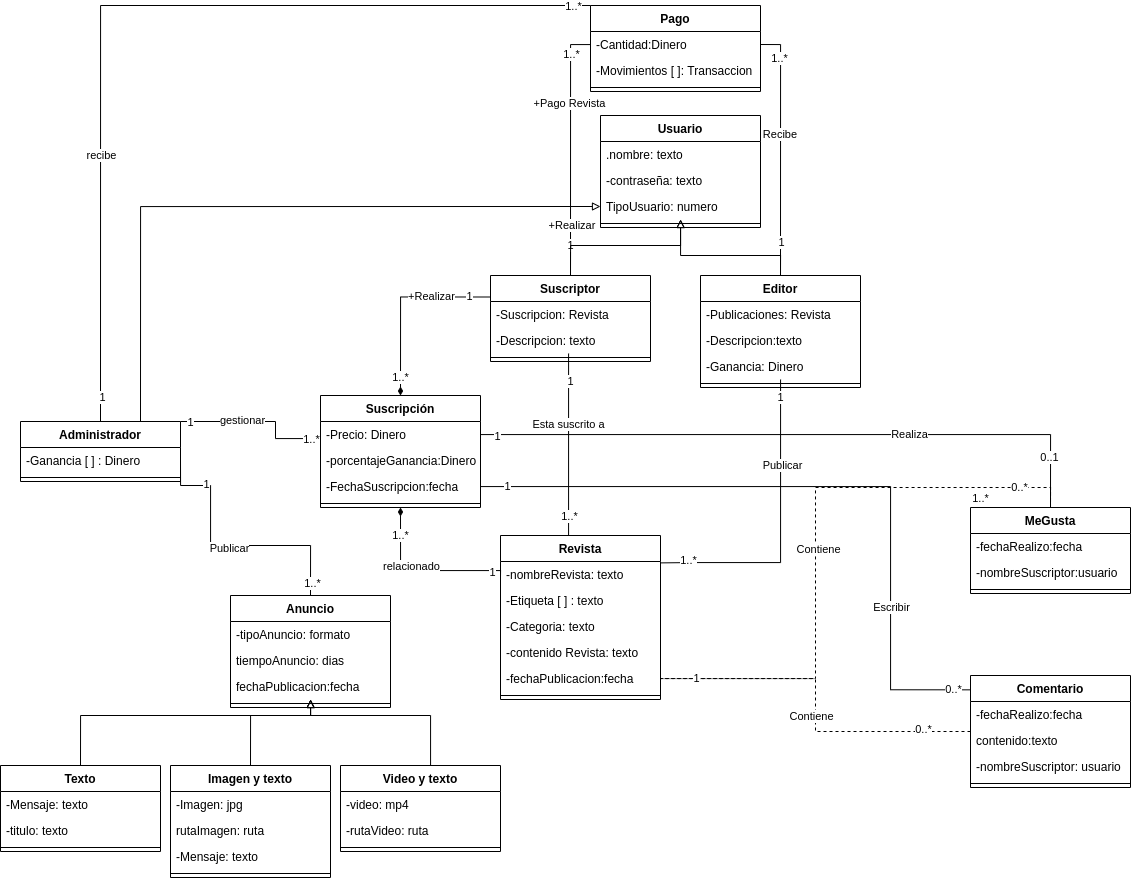 1..*
Pago
-Cantidad:Dinero
-Movimientos [ ]: Transaccion
1..*
1..*
+Pago Revista
Usuario
.nombre: texto
-contraseña: texto
TipoUsuario: numero
Recibe
recibe
+Realizar
1
1
Suscriptor
-Suscripcion: Revista
-Descripcion: texto
Editor
-Publicaciones: Revista
-Descripcion:texto
-Ganancia: Dinero
+Realizar
1
1..*
1
1
1
Suscripción
-Precio: Dinero
-porcentajeGanancia:Dinero
-FechaSuscripcion:fecha
Administrador
-Ganancia [ ] : Dinero
1
gestionar
1..*
Esta suscrito a
1
Realiza
0..1
Publicar
1
1
Publicar
1..*
1..*
0..*
1..*
MeGusta
-fechaRealizo:fecha
-nombreSuscriptor:usuario
1..*
relacionado
1
Revista
-nombreRevista: texto
-Etiqueta [ ] : texto
-Categoria: texto
-contenido Revista: texto
-fechaPublicacion:fecha
1..*
Contiene
Escribir
1
Contiene
0..*
0..*
Comentario
-fechaRealizo:fecha
contenido:texto
-nombreSuscriptor: usuario
1..*
Anuncio
-tipoAnuncio: formato
tiempoAnuncio: dias
fechaPublicacion:fecha
Texto
-Mensaje: texto
-titulo: texto
Imagen y texto
-Imagen: jpg
rutaImagen: ruta
-Mensaje: texto
Video y texto
-video: mp4
-rutaVideo: ruta